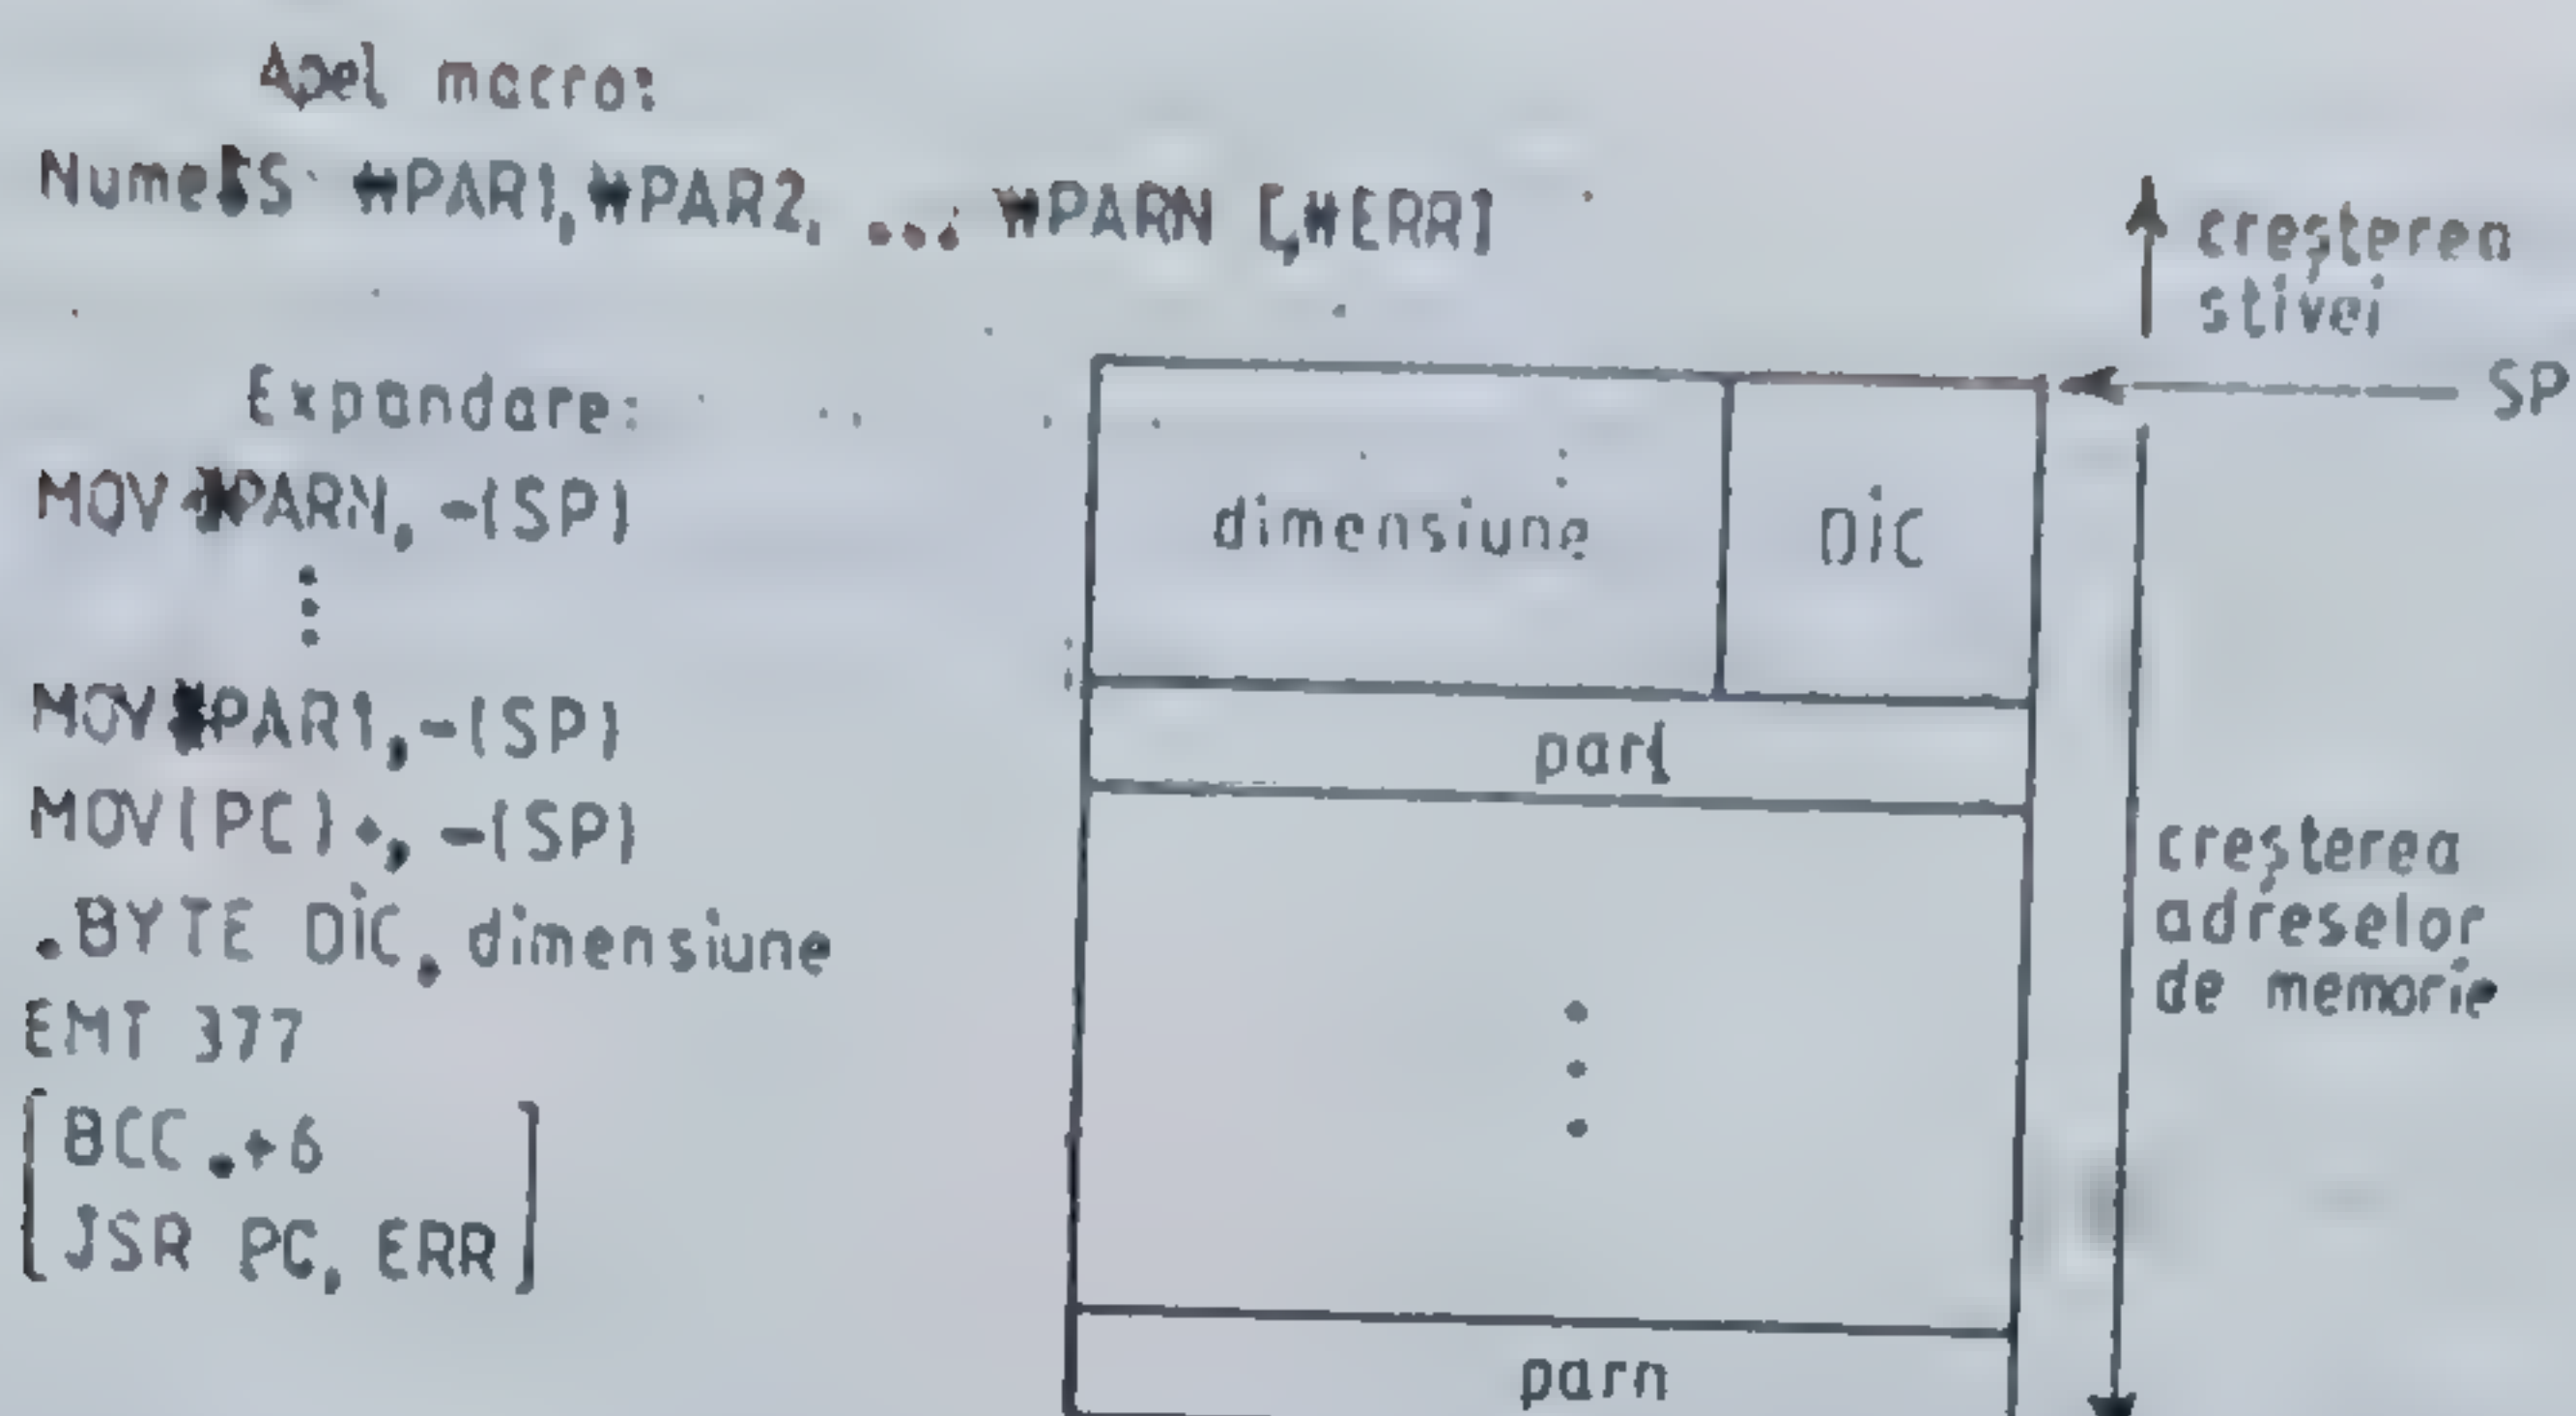 Apel macro:
Nume$S #PAR1,#PAR2, ... #PARN [,#ERR]
creșterea
stivei
SP
Expandare:
MOV #PARN, -(SP)
dimensiune
DIC
MOV #PAR1,-(SP)
par1
MOV(PC)+, -(SP)
.BYTE DIC, dimensiune
EMT 377
BCC .+6
JSR PC, ERR
creșterea
adreselor
de memorie
parn